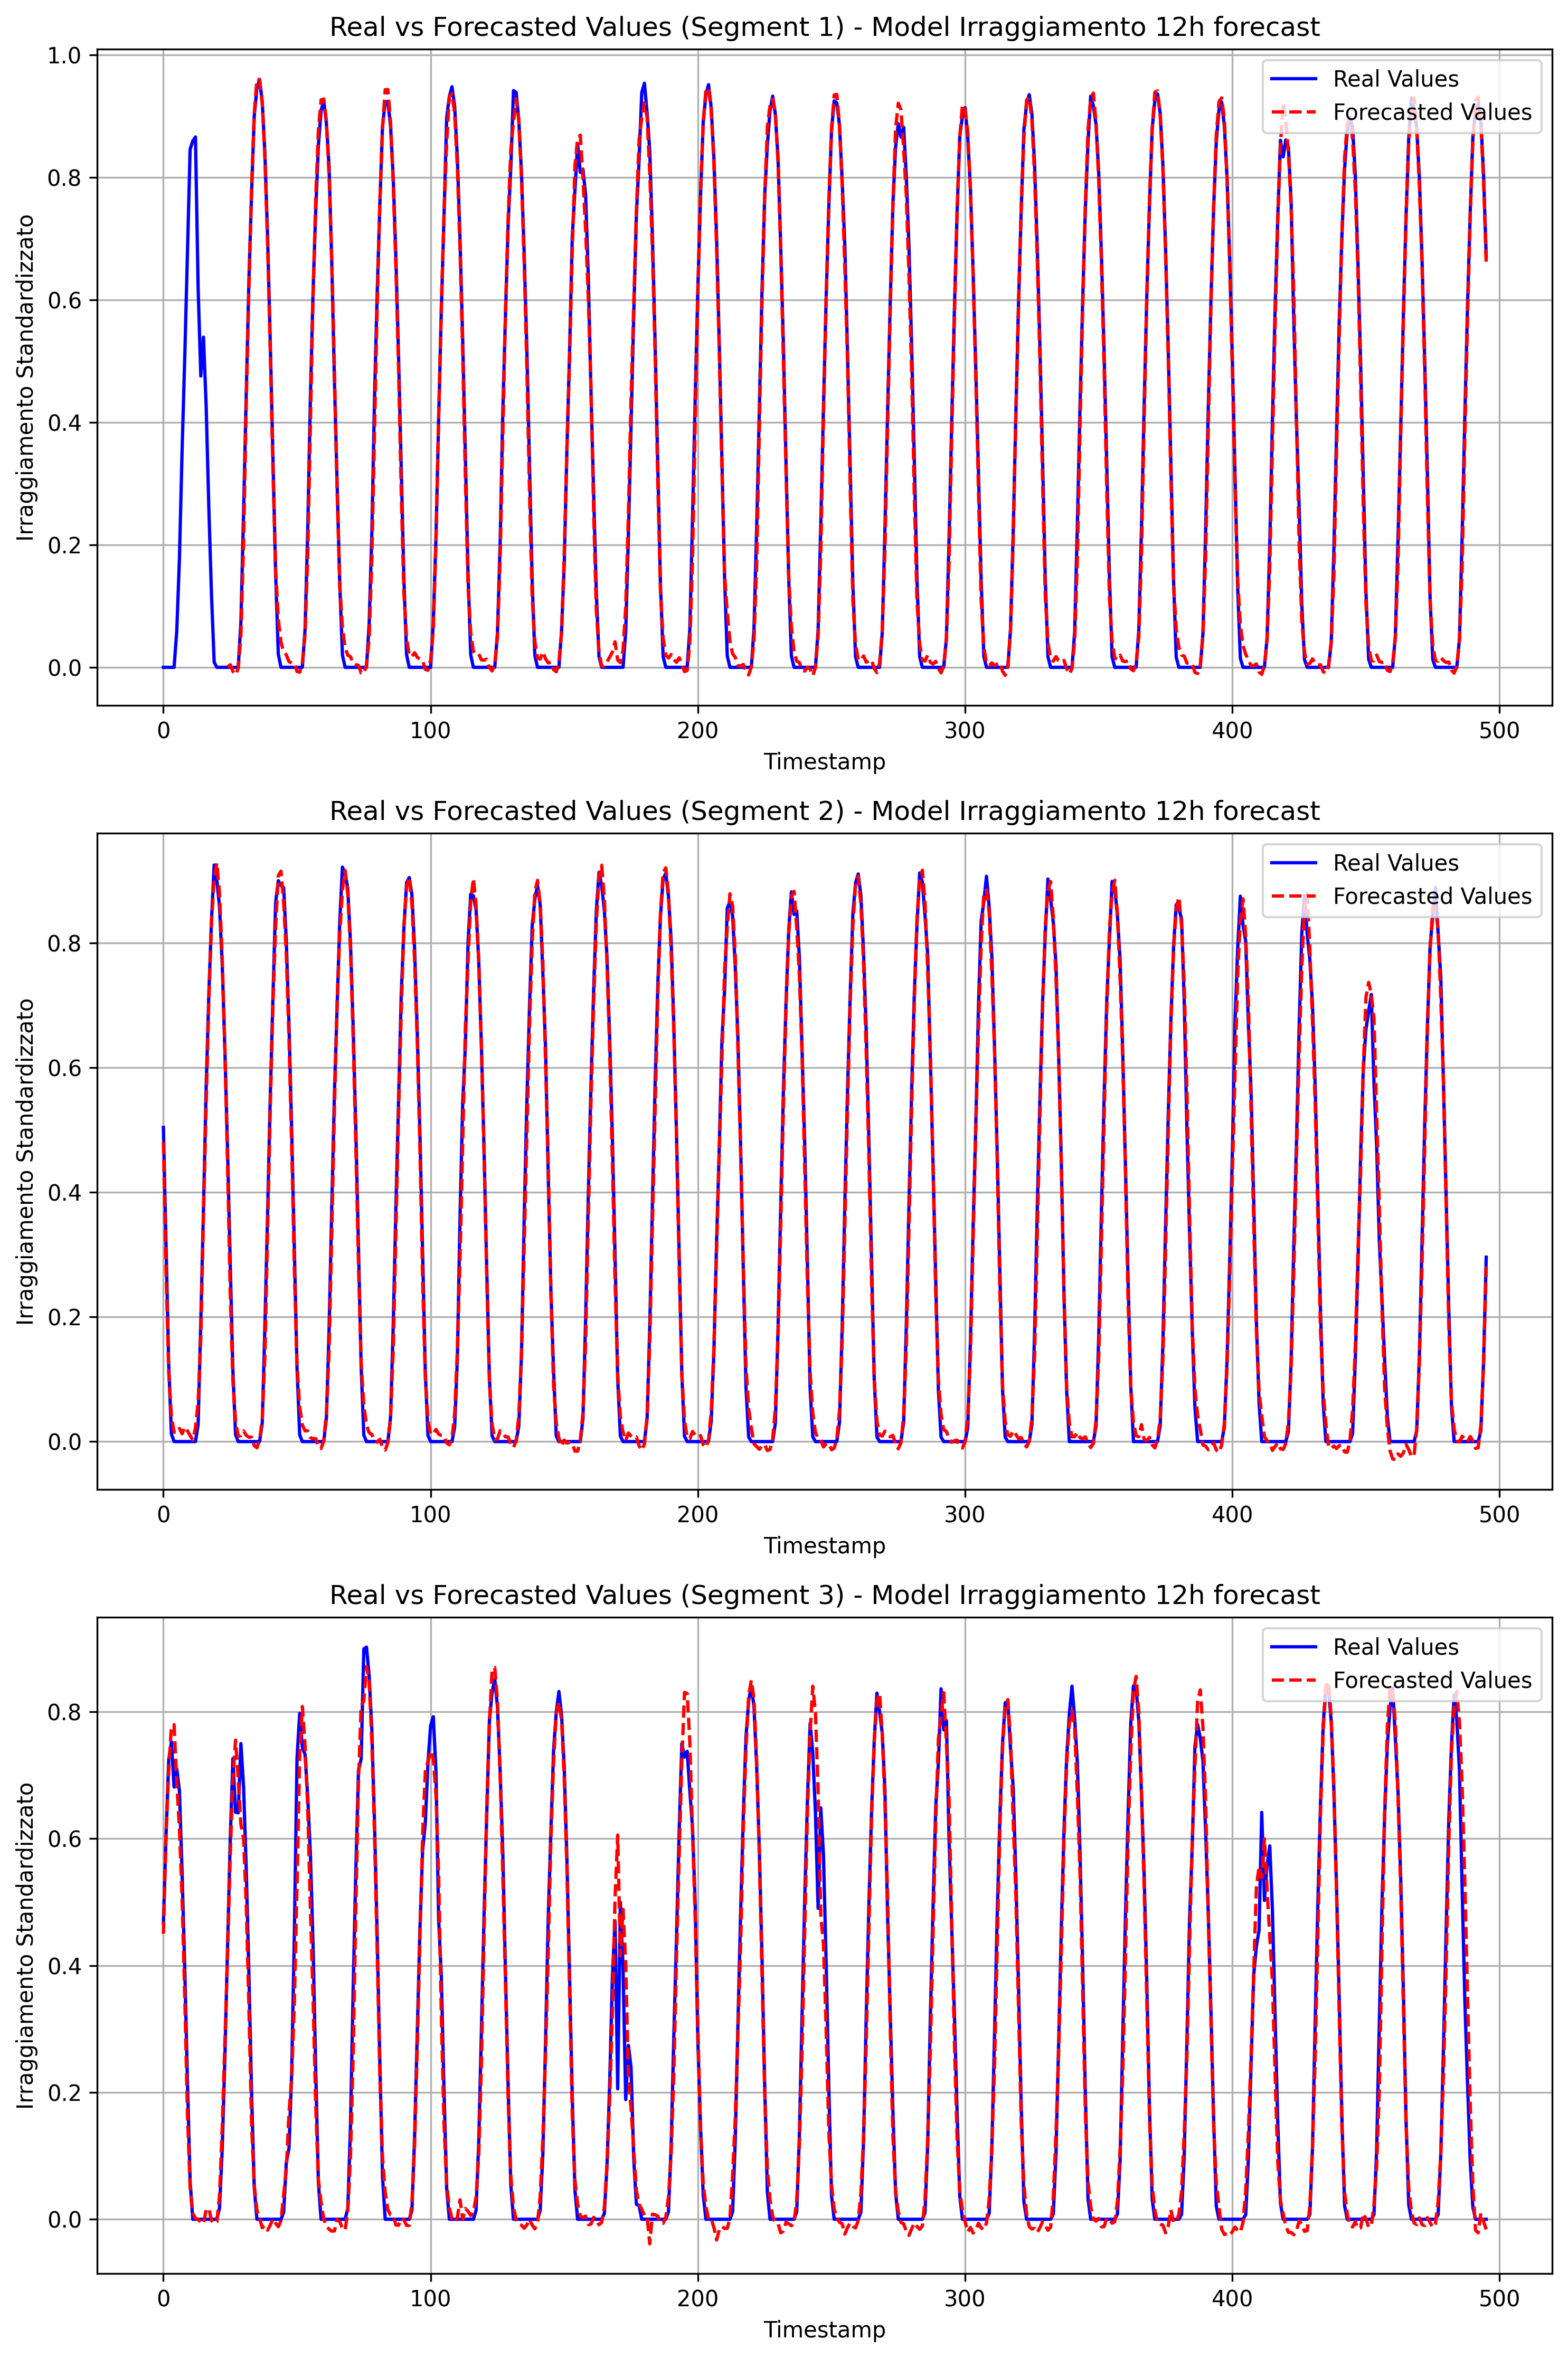 Real vs Forecasted Values (Segment 1) - Model Irraggiamento 12h forecast
Irraggiamento Standardizzato
1.0
0.8
0.6
0.4
0.2
0.0
Real Values
Forecasted Values
0 100 200 300 400 500
Timestamp
Real vs Forecasted Values (Segment 2) - Model Irraggiamento 12h forecast
Irraggiamento Standardizzato
0.8
0.6
0.4
0.2
0.0
Real Values
Forecasted Values
0 100 200 300 400 500
Timestamp
Real vs Forecasted Values (Segment 3) - Model Irraggiamento 12h forecast
Irraggiamento Standardizzato
0.8
0.6
0.4
0.2
0.0
Real Values
Forecasted Values
0 100 200 300 400 500
Timestamp